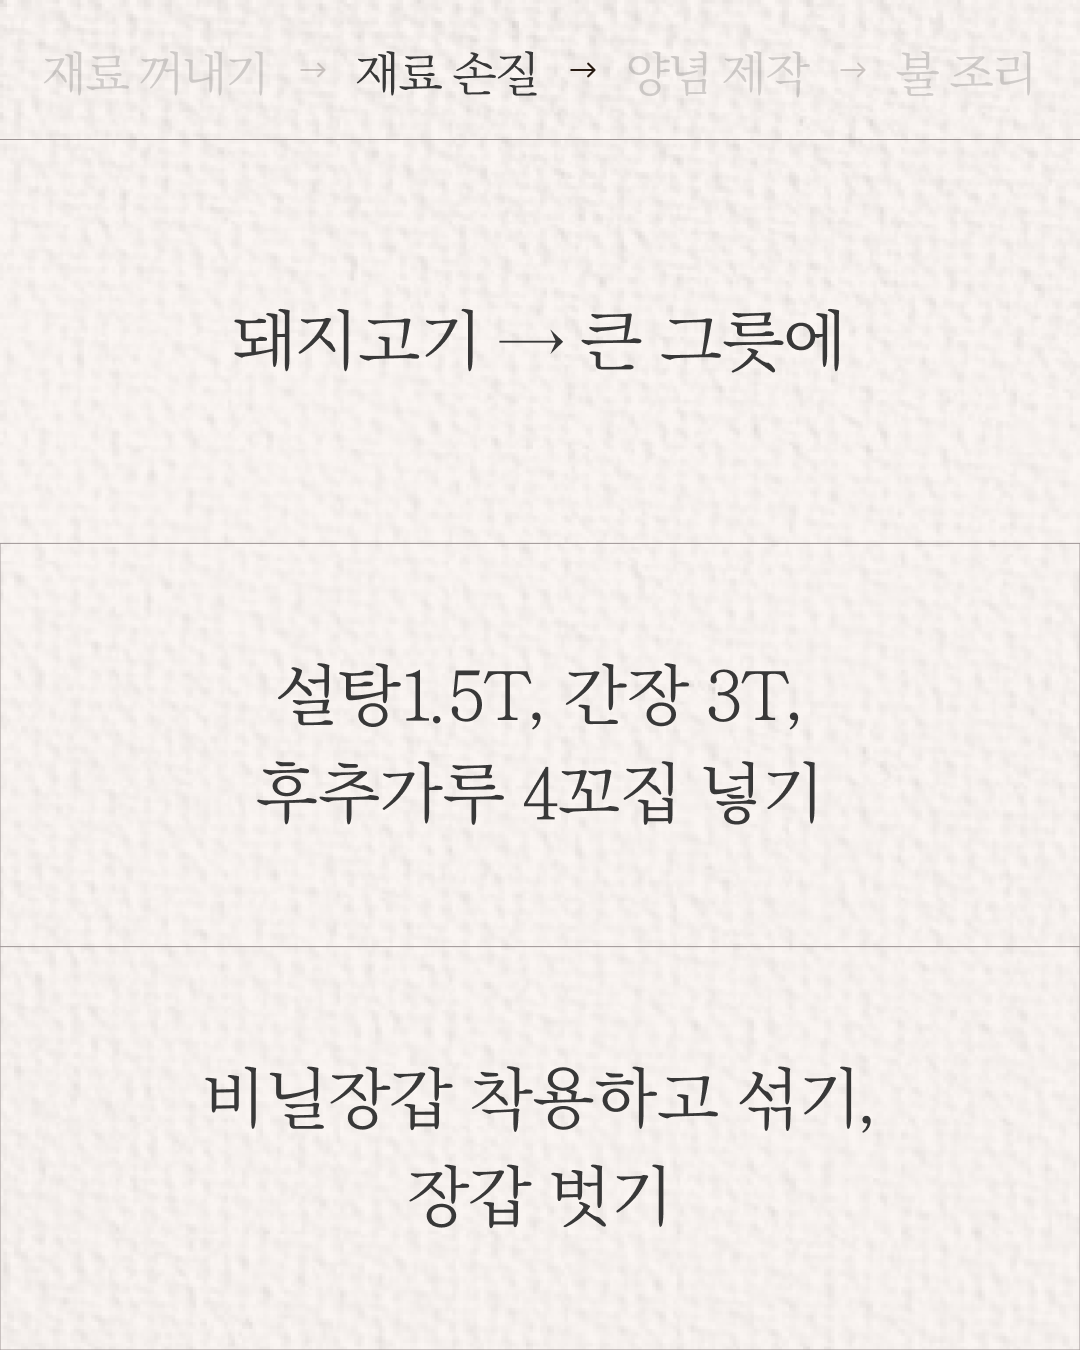 재료 꺼내기 → 재료 손질 → 양념 제작 → 불 조리
돼지고기 → 큰 그릇에
설탕1.5T, 간장 3T,
후추가루 4꼬집 넣기
비닐장갑 착용하고 섞기,
장갑 벗기